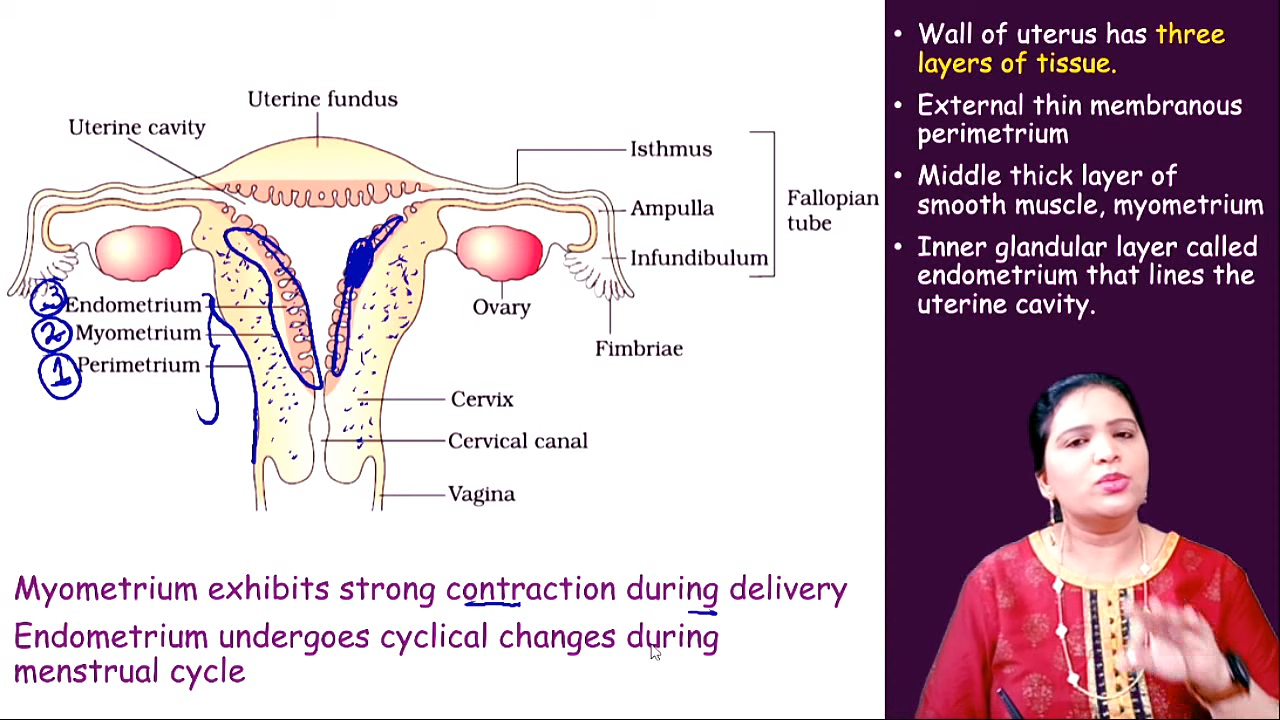 Uterine fundus
Uterine cavity
Isthmus
Ampulla
Fallopian
tube
Infundibulum
Ovary
Fimbriae
3 Endometrium
2 Myometrium
1 Perimetrium
Cervix
Cervical canal
Vagina
Myometrium exhibits strong contraction during delivery
Endometrium undergoes cyclical changes during
menstrual cycle
• Wall of uterus has three
layers of tissue.
• External thin membranous
perimetrium
• Middle thick layer of
smooth muscle, myometrium
• Inner glandular layer called
endometrium that lines the
uterine cavity.